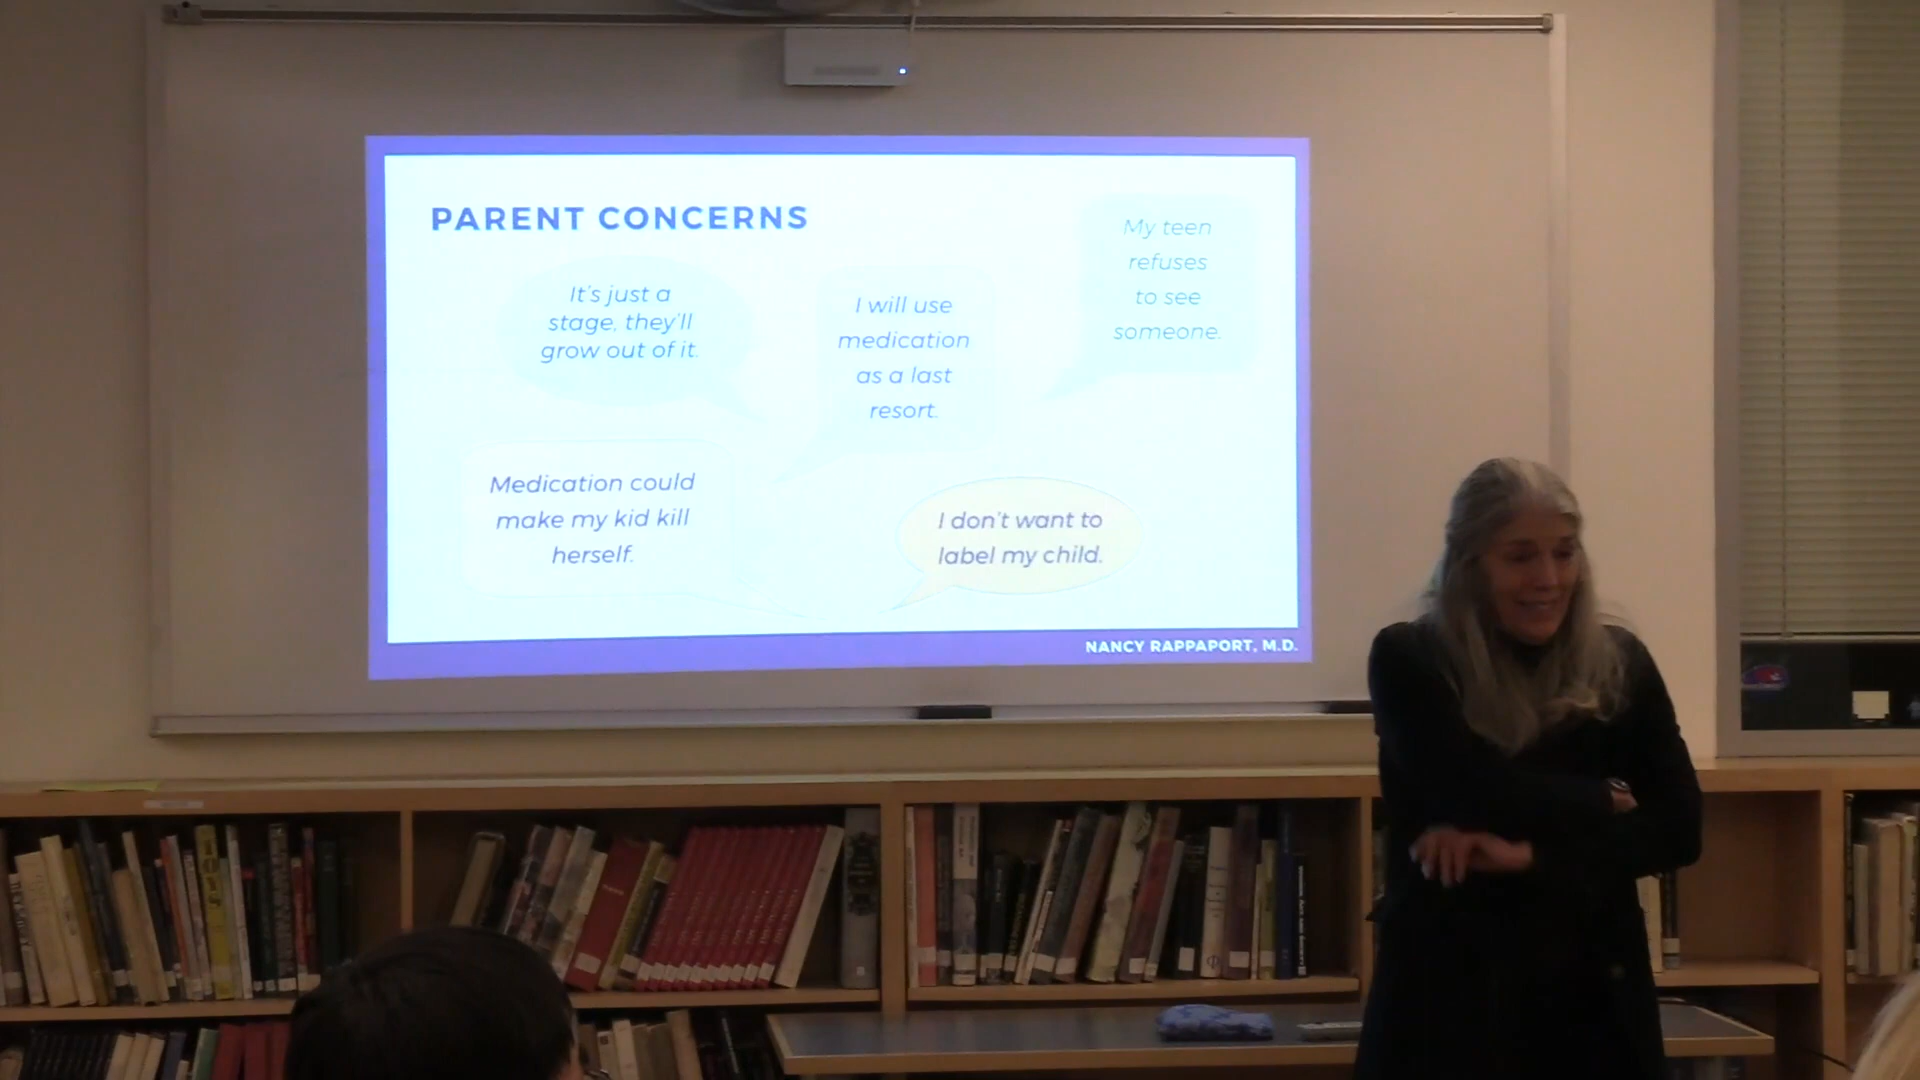 PARENT CONCERNS
It's just a
stage, they'll
grow out of it.
I will use
medication
as a last
resort.
My teen
refuses
to see
someone.
Medication could
make my kid kill
herself.
I don't want to
label my child.
NANCY RAPPAPORT, M.D.